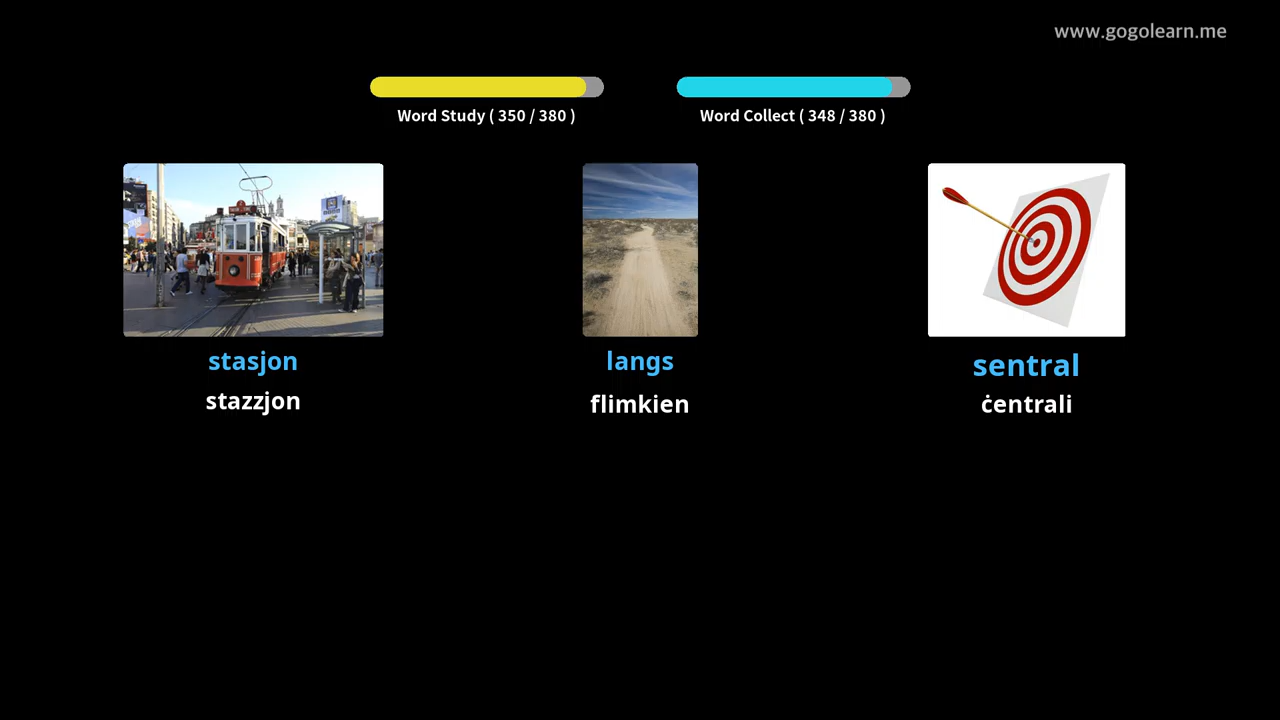 www.gogolearn.me
Word Study ( 350 / 380 )
Word Collect ( 348 / 380 )
stasjon
langs
sentral
stazzjon
flimkien
ċentrali